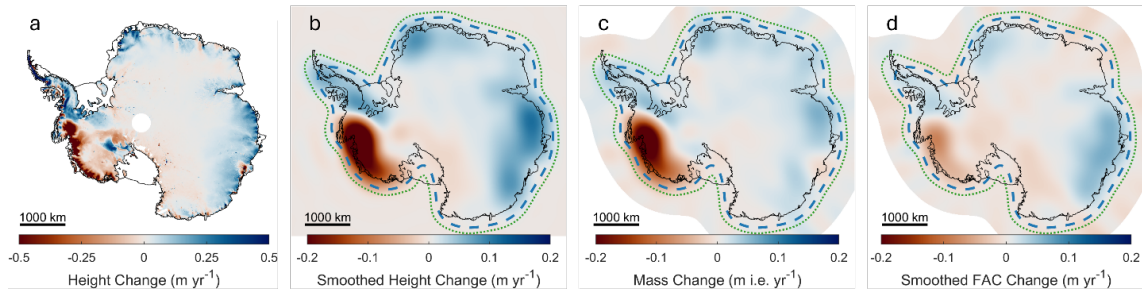 a
1000 km
-0.5 -0.25 0 0.25 0.5
Height Change (m yr⁻¹)
b
1000 km
-0.2 -0.1 0 0.1 0.2
Smoothed Height Change (m yr⁻¹)
c
1000 km
-0.2 -0.1 0 0.1 0.2
Mass Change (m i.e. yr⁻¹)
d
1000 km
-0.2 -0.1 0 0.1 0.2
Smoothed FAC Change (m yr⁻¹)